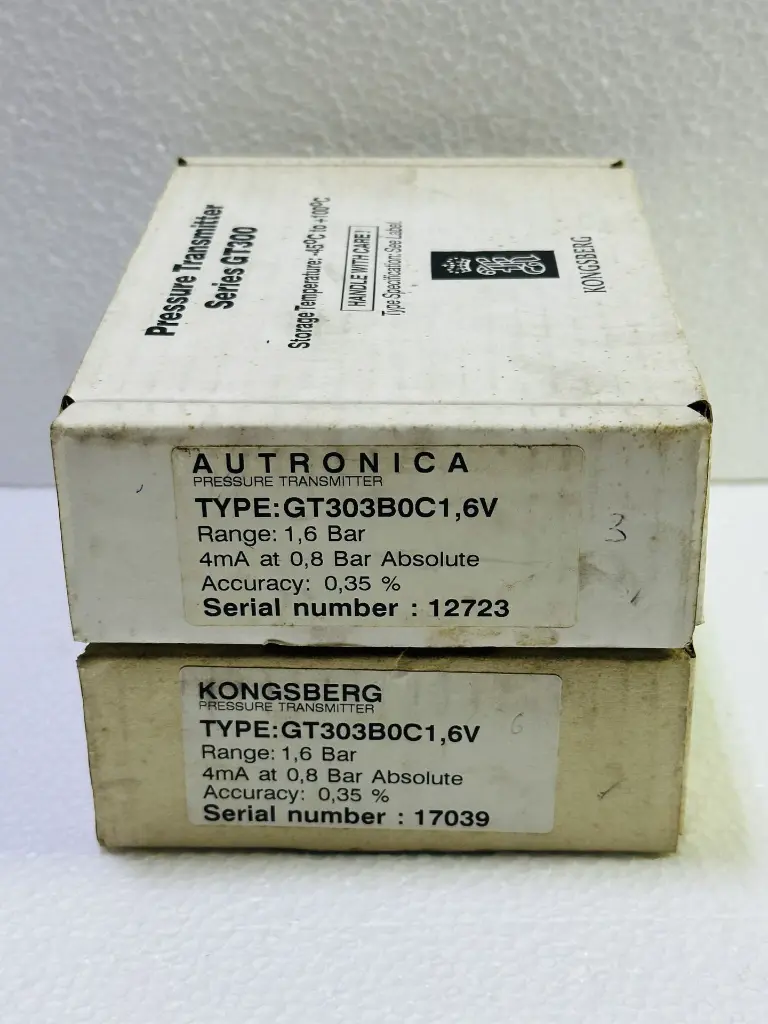 Pressure Transmitter
Series GT300
Storage Temperature: -45ºC to +100ºC
HANDLE WITH CARE!
Type Specification: See Label
KONGSBERG
AUTRONICA
PRESSURE TRANSMITTER
TYPE:GT303B0C1,6V
Range: 1,6 Bar
4mA at 0,8 Bar Absolute
Accuracy: 0,35 %
Serial number : 12723
3
KONGSBERG
PRESSURE TRANSMITTER
TYPE:GT303B0C1,6V
6
Range: 1,6 Bar
4mA at 0,8 Bar Absolute
Accuracy: 0,35 %
Serial number : 17039